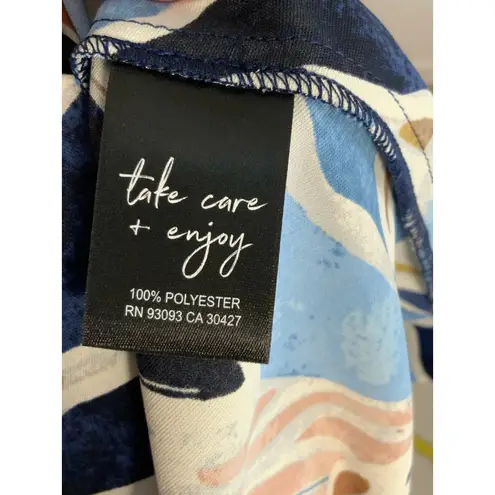 take care
+ enjoy
100% POLYESTER
RN 93093 CA 30427